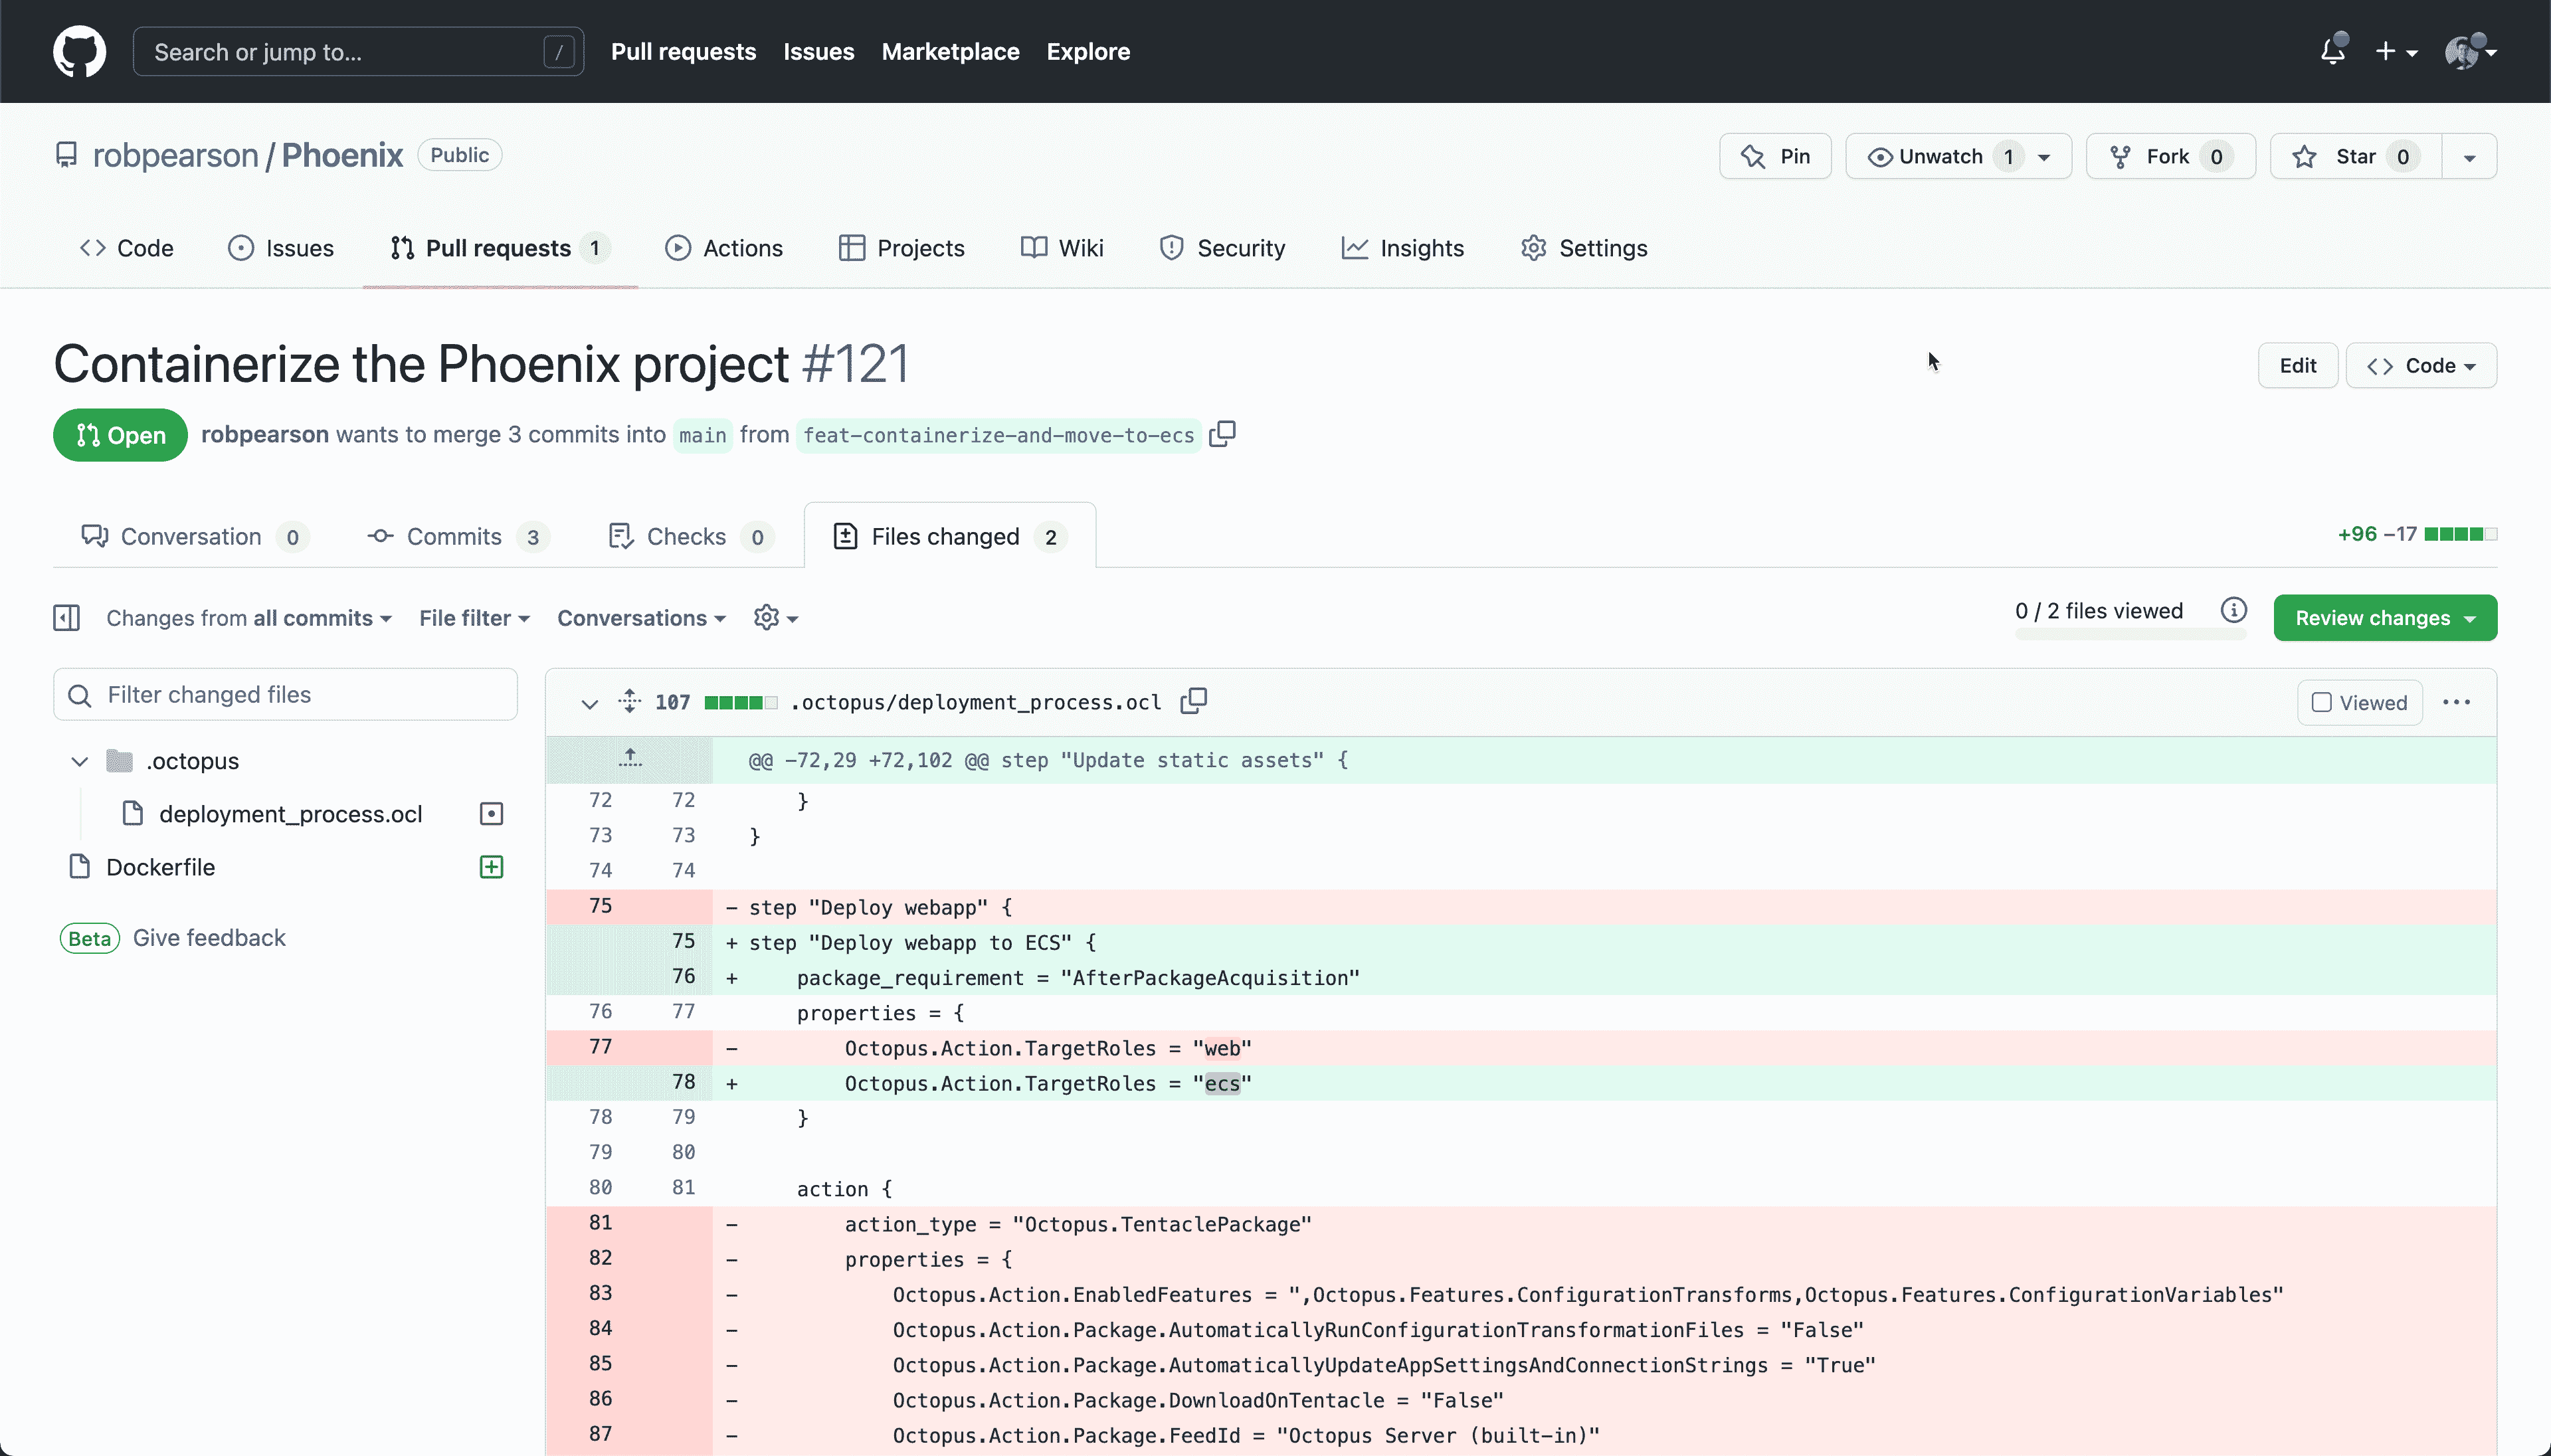 Search or jump to... / Pull requests Issues Marketplace Explore
robpearson / Phoenix Public Pin Unwatch 1 Fork 0 Star 0
Code Issues Pull requests 1 Actions Projects Wiki Security Insights Settings
Containerize the Phoenix project #121 Edit Code
Open robpearson wants to merge 3 commits into main from feat-containerize-and-move-to-ecs
Conversation 0 Commits 3 Checks 0 Files changed 2 +96 −17
Changes from all commits File filter Conversations 0 / 2 files viewed Review changes
Filter changed files
.octopus
deployment_process.ocl
Dockerfile
Beta Give feedback
107 .octopus/deployment_process.ocl Viewed
@@ -72,29 +72,102 @@ step "Update static assets" {
72 72 }
73 73 }
74 74
75 - step "Deploy webapp" {
75 + step "Deploy webapp to ECS" {
76 + package_requirement = "AfterPackageAcquisition"
76 77 properties = {
77 - Octopus.Action.TargetRoles = "web"
78 + Octopus.Action.TargetRoles = "ecs"
78 79 }
79 80
80 81 action {
81 - action_type = "Octopus.TentaclePackage"
82 - properties = {
83 - Octopus.Action.EnabledFeatures = ",Octopus.Features.ConfigurationTransforms,Octopus.Features.ConfigurationVariables"
84 - Octopus.Action.Package.AutomaticallyRunConfigurationTransformationFiles = "False"
85 - Octopus.Action.Package.AutomaticallyUpdateAppSettingsAndConnectionStrings = "True"
86 - Octopus.Action.Package.DownloadOnTentacle = "False"
87 - Octopus.Action.Package.FeedId = "Octopus Server (built-in)"